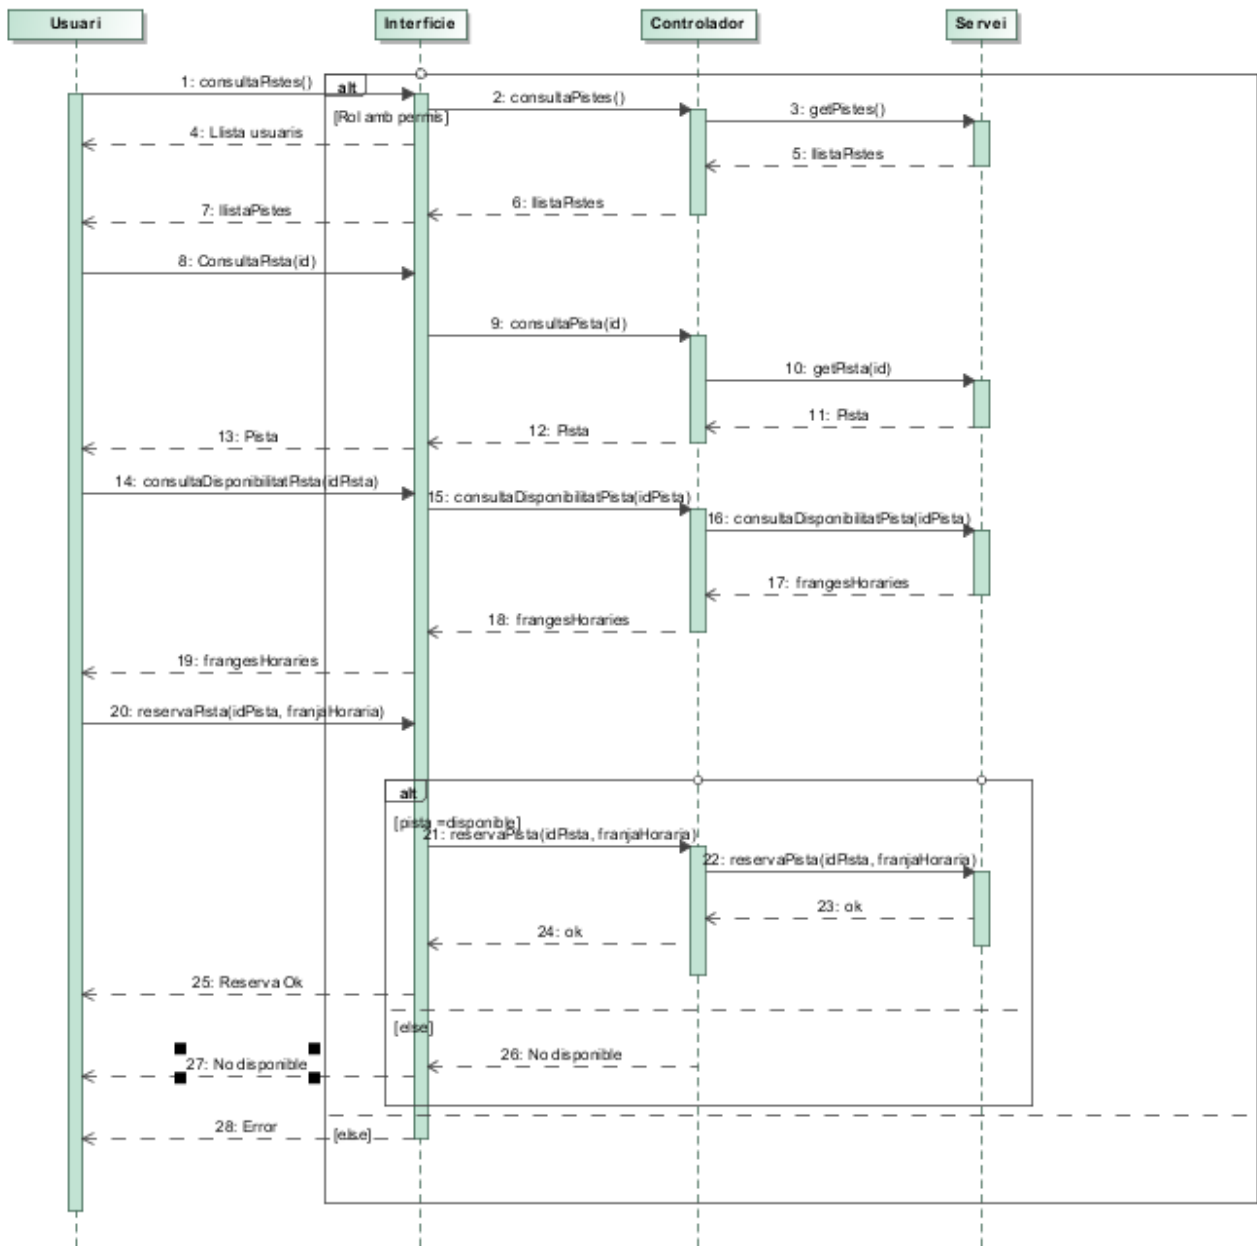 Usuari
Interficie
Controlador
Servei
alt
1: consultaPistes()
[Rol amb permis]
2: consultaPistes()
3: getPistes()
4: Llista usuaris
5: llistaPistes
6: llistaPistes
7: llistaPistes
8: ConsultaPista(id)
9: consultaPista(id)
10: getPista(id)
11: Pista
12: Pista
13: Pista
14: consultaDisponibilitatPista(idPista)
15: consultaDisponibilitatPista(idPista)
16: consultaDisponibilitatPista(idPista)
17: frangesHoraries
18: frangesHoraries
19: frangesHoraries
20: reservaPista(idPista, franjaHoraria)
alt
[pista =disponible]
21: reservaPista(idPista, franjaHoraria)
22: reservaPista(idPista, franjaHoraria)
23: ok
24: ok
25: Reserva Ok
[else]
26: No disponible
27: No disponible
28: Error
[else]